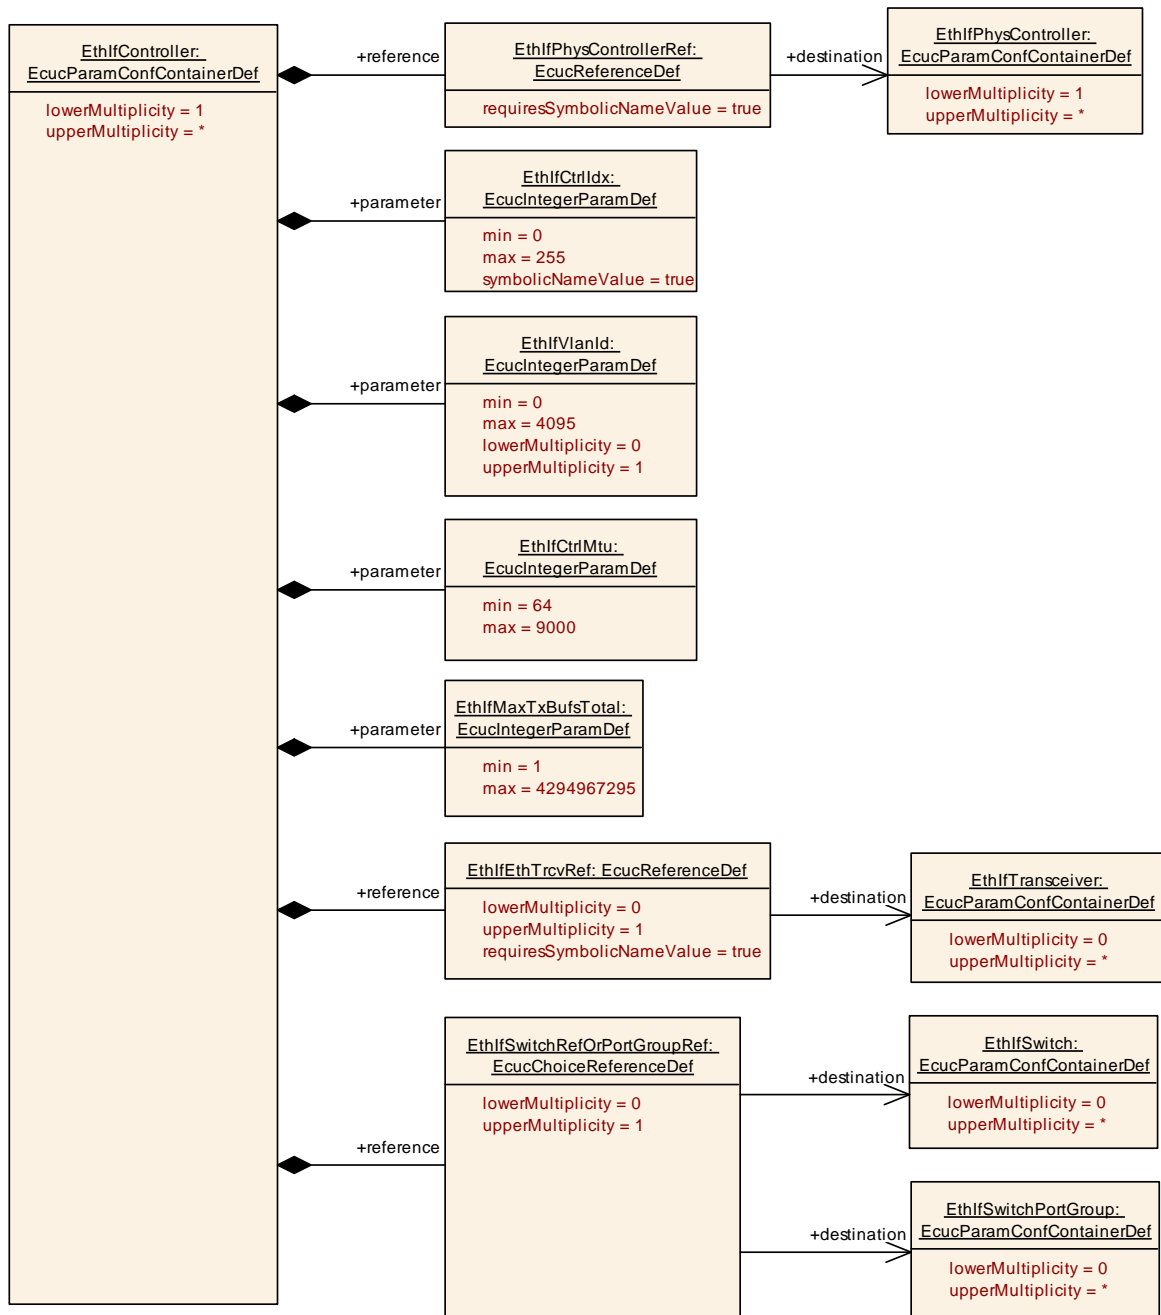 EthIfController:
EcucParamConfContainerDef
lowerMultiplicity = 1
upperMultiplicity = *
+reference
EthIfPhysControllerRef:
EcucReferenceDef
requiresSymbolicNameValue = true
+destination
EthIfPhysController:
EcucParamConfContainerDef
lowerMultiplicity = 1
upperMultiplicity = *
+parameter
EthIfCtrlIdx:
EcucIntegerParamDef
min = 0
max = 255
symbolicNameValue = true
+parameter
EthIfVlanId:
EcucIntegerParamDef
min = 0
max = 4095
lowerMultiplicity = 0
upperMultiplicity = 1
+parameter
EthIfCtrlMtu:
EcucIntegerParamDef
min = 64
max = 9000
+parameter
EthIfMaxTxBufsTotal:
EcucIntegerParamDef
min = 1
max = 4294967295
+reference
EthIfEthTrcvRef: EcucReferenceDef
lowerMultiplicity = 0
upperMultiplicity = 1
requiresSymbolicNameValue = true
+destination
EthIfTransceiver:
EcucParamConfContainerDef
lowerMultiplicity = 0
upperMultiplicity = *
+reference
EthIfSwitchRefOrPortGroupRef:
EcucChoiceReferenceDef
lowerMultiplicity = 0
upperMultiplicity = 1
+destination
EthIfSwitch:
EcucParamConfContainerDef
lowerMultiplicity = 0
upperMultiplicity = *
+destination
EthIfSwitchPortGroup:
EcucParamConfContainerDef
lowerMultiplicity = 0
upperMultiplicity = *